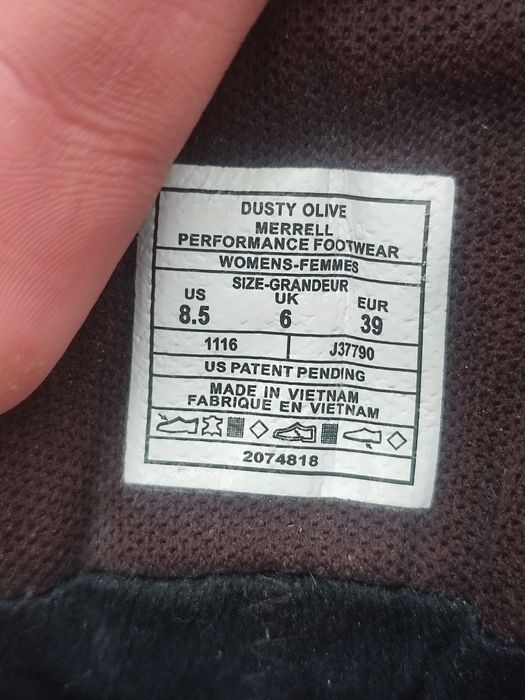 DUSTY OLIVE
MERRELL
PERFORMANCE FOOTWEAR
WOMENS-FEMMES
SIZE-GRANDEUR
US UK EUR
8.5 6 39
1116 J37790
US PATENT PENDING
MADE IN VIETNAM
FABRIQUE EN VIETNAM
2074818